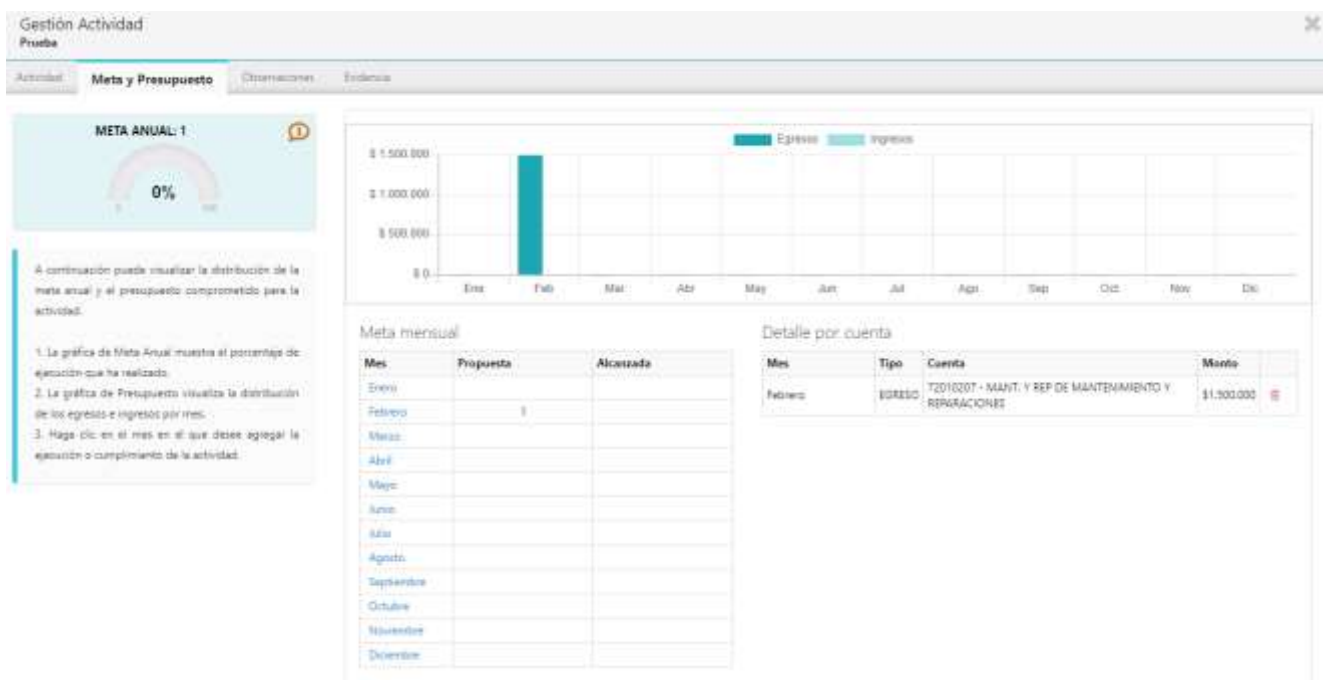 Gestión Actividad
Prueba
Actividad Meta y Presupuesto Observaciones Evidencia
META ANUAL: 1
0%
0 100
A continuación puede visualizar la distribución de la
meta anual y el presupuesto comprometido para la
actividad.
1. La gráfica de Meta Anual muestra el porcentaje de
ejecución que ha realizado.
2. La gráfica de Presupuesto visualiza la distribución
de los egresos e ingresos por mes.
3. Haga clic en el mes en el que desee agregar la
ejecución o cumplimiento de la actividad.
Egresos Ingresos
$ 1.500.000
$ 1.000.000
$ 500.000
$ 0
Ene Feb Mar Abr May Jun Jul Ago Sep Oct Nov Dic
Meta mensual
Mes Propuesta Alcanzada
Enero
Febrero 1
Marzo
Abril
Mayo
Junio
Julio
Agosto
Septiembre
Octubre
Noviembre
Diciembre
Detalle por cuenta
Mes Tipo Cuenta Monto
Febrero EGRESO 72010207 - MANT. Y REP DE MANTENIMIENTO Y
REPARACIONES $1.500.000